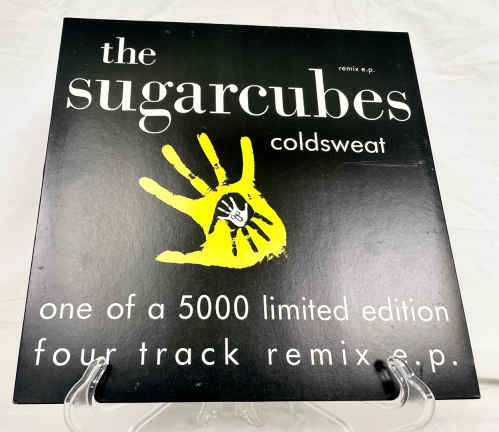 the
remix e.p.
sugarcubes
coldsweat
one of a 5000 limited edition
four track remix e.p.